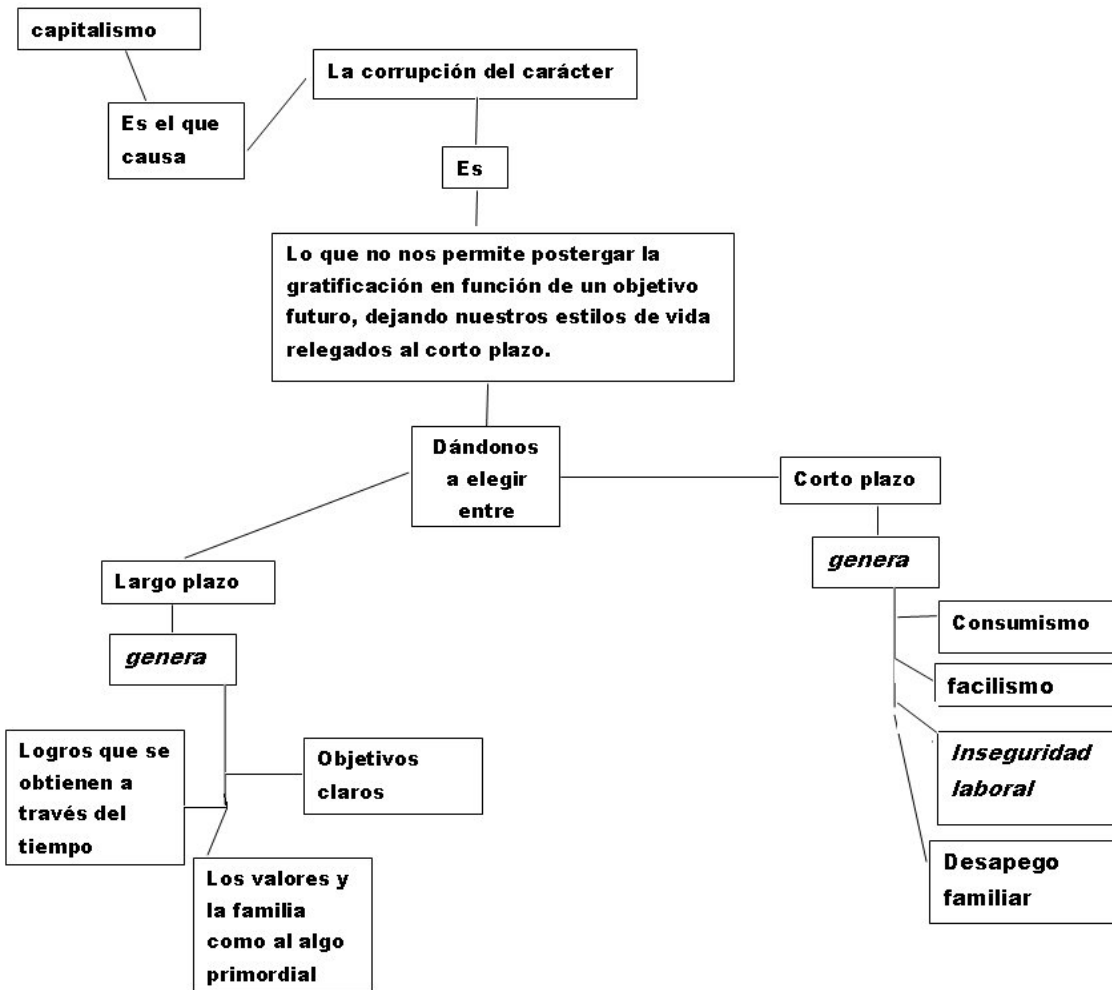 capitalismo
Es el que
causa
La corrupción del carácter
Es
Lo que no nos permite postergar la
gratificación en función de un objetivo
futuro, dejando nuestros estilos de vida
relegados al corto plazo.
Dándonos
a elegir
entre
Largo plazo
genera
Logros que se
obtienen a
través del
tiempo
Objetivos
claros
Los valores y
la familia
como al algo
primordial
Corto plazo
genera
Consumismo
facilismo
Inseguridad
laboral
Desapego
familiar